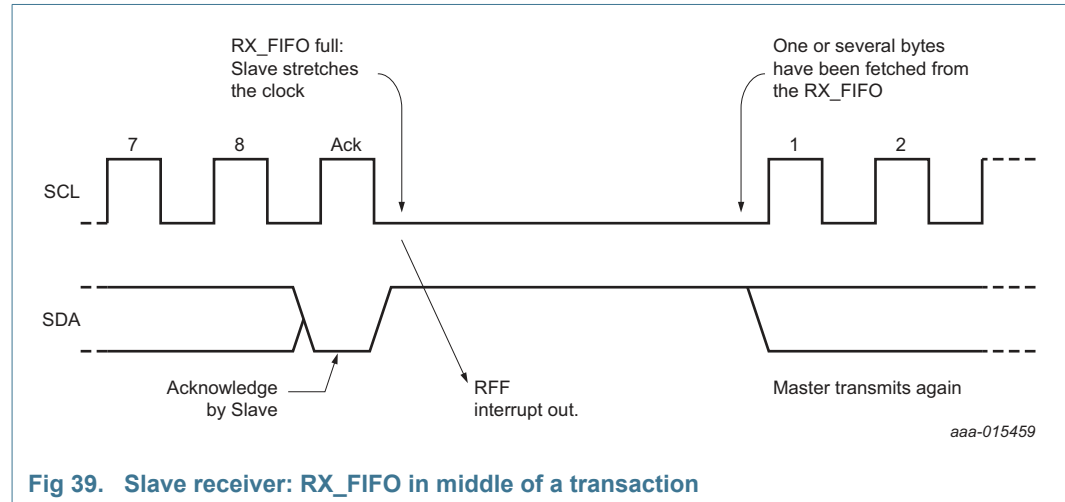 RX_FIFO full:
Slave stretches
the clock
One or several bytes
have been fetched from
the RX_FIFO
7 8 Ack 1 2
SCL
SDA
Acknowledge
by Slave
RFF
interrupt out.
Master transmits again
aaa-015459
Fig 39. Slave receiver: RX_FIFO in middle of a transaction